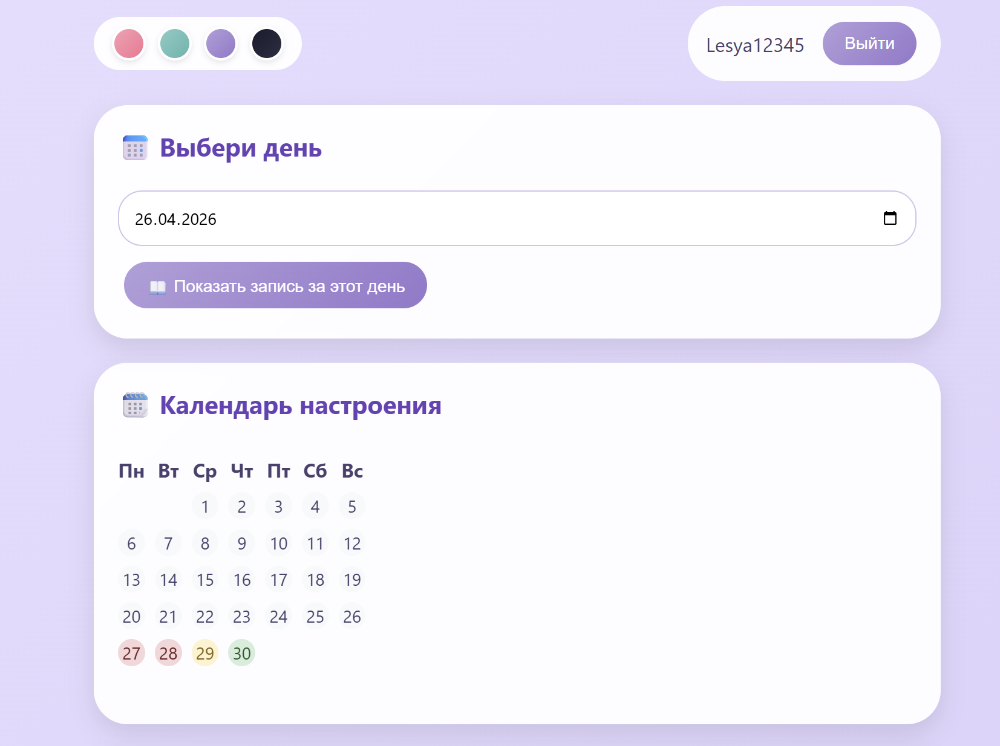 Lesya12345 Выйти
Выбери день
26.04.2026
Показать запись за этот день
Календарь настроения
Пн Вт Ср Чт Пт Сб Вс
1 2 3 4 5
6 7 8 9 10 11 12
13 14 15 16 17 18 19
20 21 22 23 24 25 26
27 28 29 30